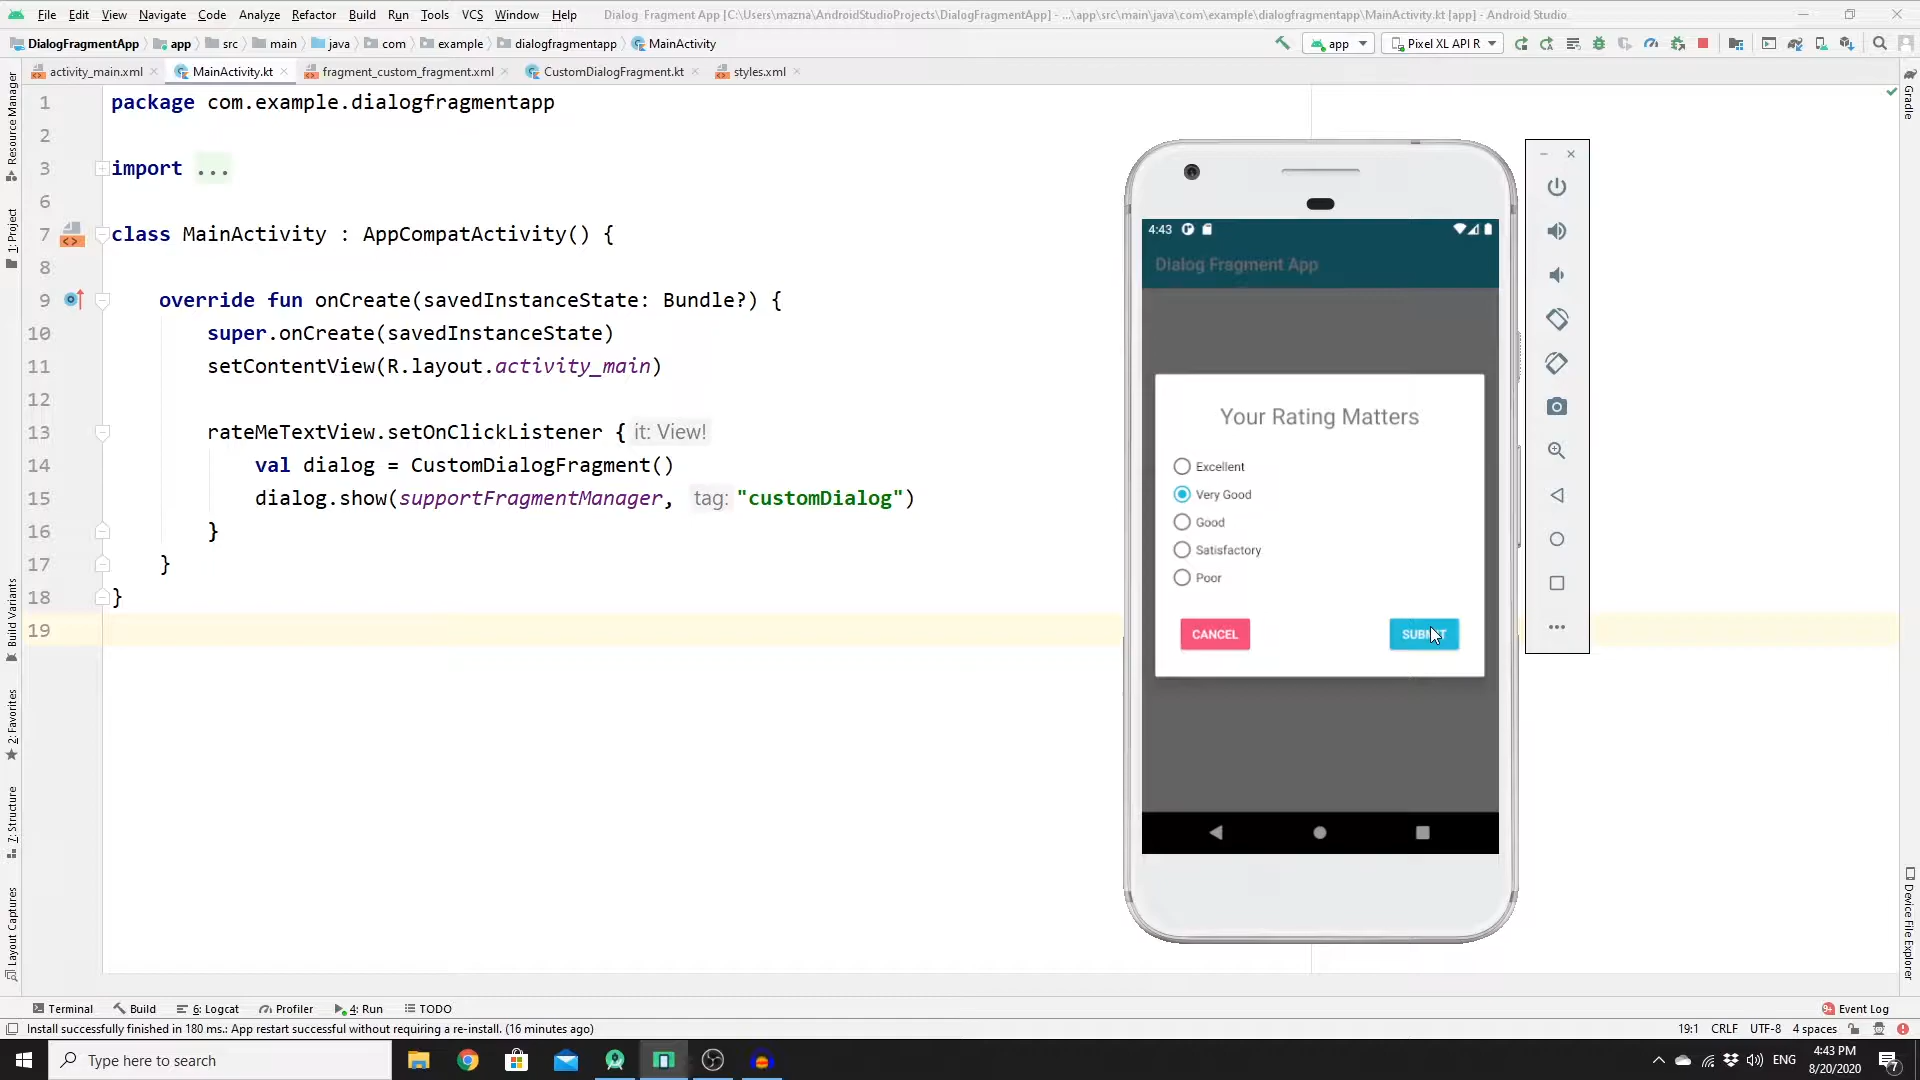 File Edit View Navigate Code Analyze Refactor Build Run Tools VCS Window Help Dialog Fragment App [C:\Users\mazna\AndroidStudioProjects\DialogFragmentApp] - ...\app\src\main\java\com\example\dialogfragmentapp\MainActivity.kt [app] - Android Studio
DialogFragmentApp app src main java com example dialogfragmentapp MainActivity app Pixel XL API R
activity_main.xml MainActivity.kt fragment_custom_fragment.xml CustomDialogFragment.kt styles.xml
Resource Manager
1: Project
Build Variants
2: Favorites
7: Structure
Layout Captures
1 package com.example.dialogfragmentapp
2
3 import ...
6
7 class MainActivity : AppCompatActivity() {
8
9 override fun onCreate(savedInstanceState: Bundle?) {
10 super.onCreate(savedInstanceState)
11 setContentView(R.layout.activity_main)
12
13 rateMeTextView.setOnClickListener { it: View!
14 val dialog = CustomDialogFragment()
15 dialog.show(supportFragmentManager, tag: "customDialog")
16 }
17 }
18 }
19
4:43
Dialog Fragment App
Your Rating Matters
Excellent
Very Good
Good
Satisfactory
Poor
CANCEL
Gradle
Device File Explorer
Terminal Build 6: Logcat Profiler 4: Run TODO Event Log
Install successfully finished in 180 ms.: App restart successful without requiring a re-install. (16 minutes ago) 19:1 CRLF UTF-8 4 spaces
Type here to search ENG 4:43 PM
8/20/2020
7